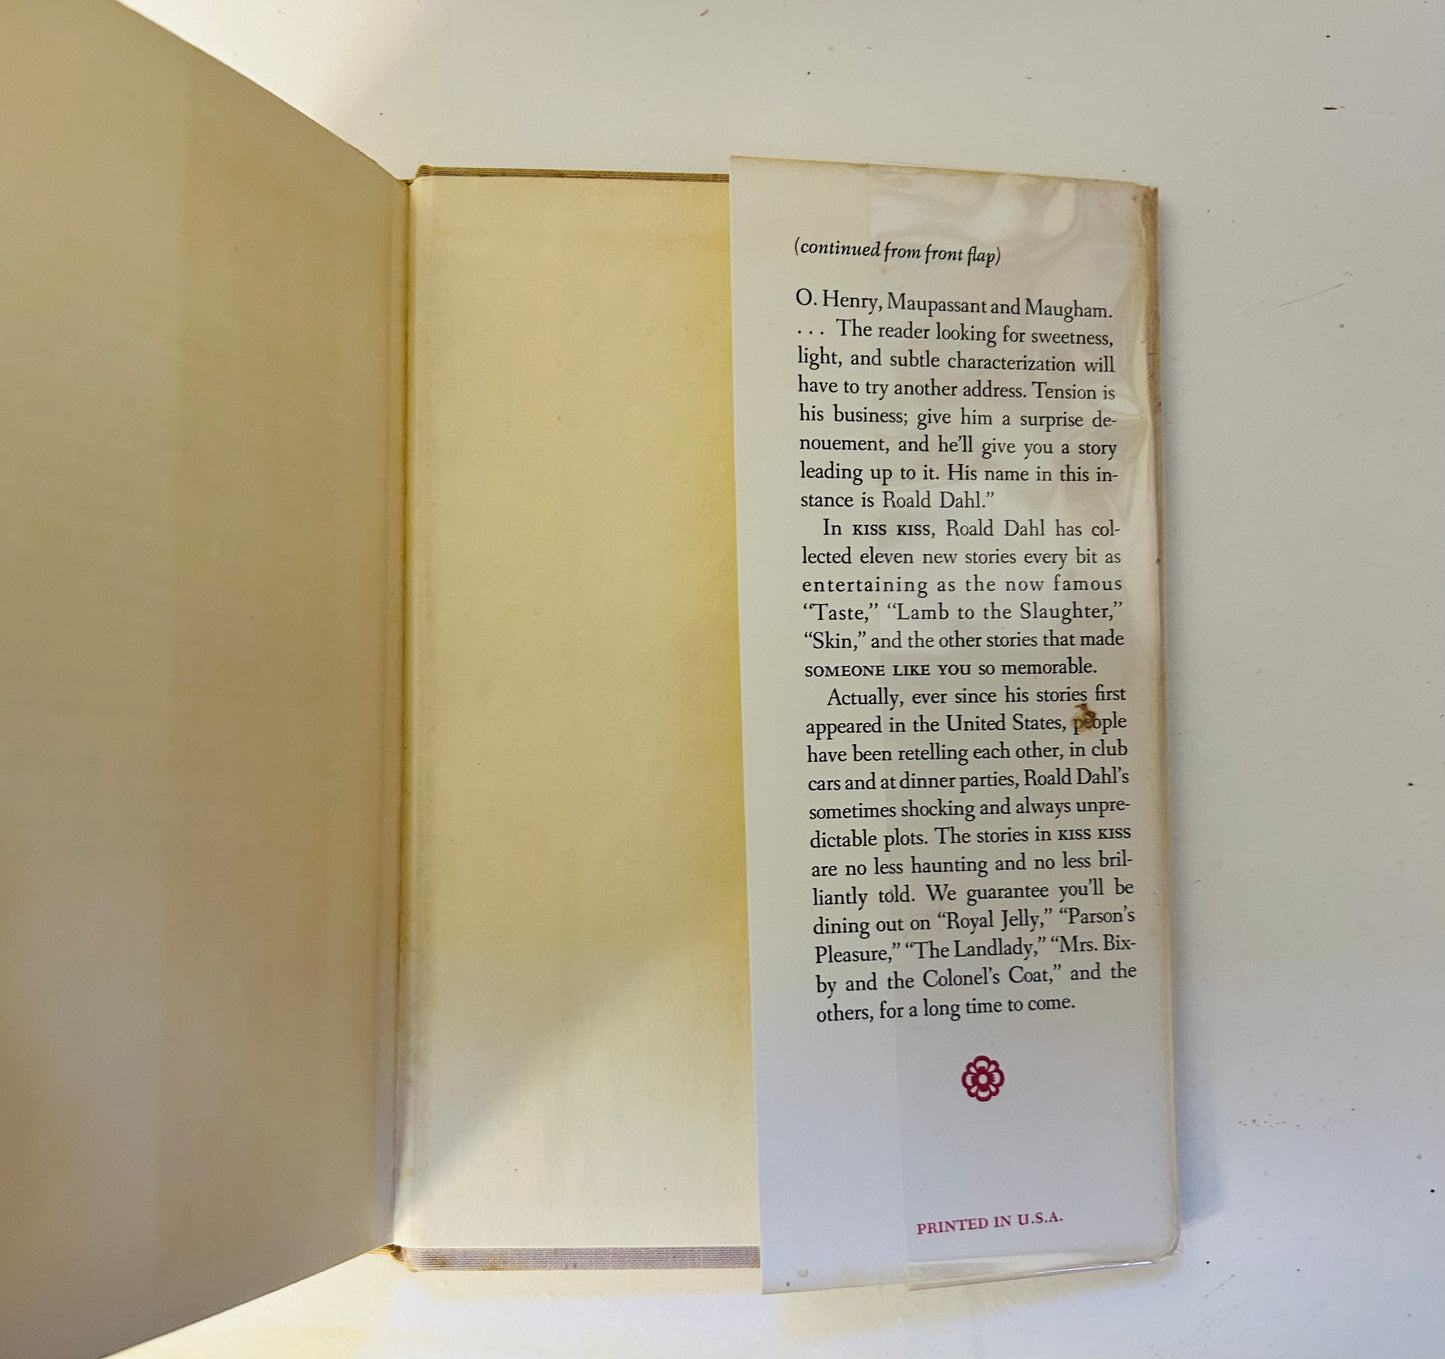 (continued from front flap)
O. Henry, Maupassant and Maugham.
. . . The reader looking for sweetness,
light, and subtle characterization will
have to try another address. Tension is
his business; give him a surprise de-
nouement, and he'll give you a story
leading up to it. His name in this in-
stance is Roald Dahl."
In KISS KISS, Roald Dahl has col-
lected eleven new stories every bit as
entertaining as the now famous
"Taste," "Lamb to the Slaughter,"
"Skin," and the other stories that made
SOMEONE LIKE YOU so memorable.
Actually, ever since his stories first
appeared in the United States, people
have been retelling each other, in club
cars and at dinner parties, Roald Dahl's
sometimes shocking and always unpre-
dictable plots. The stories in KISS KISS
are no less haunting and no less bril-
liantly told. We guarantee you'll be
dining out on "Royal Jelly," "Parson's
Pleasure," "The Landlady," "Mrs. Bix-
by and the Colonel's Coat," and the
others, for a long time to come.
PRINTED IN U.S.A.